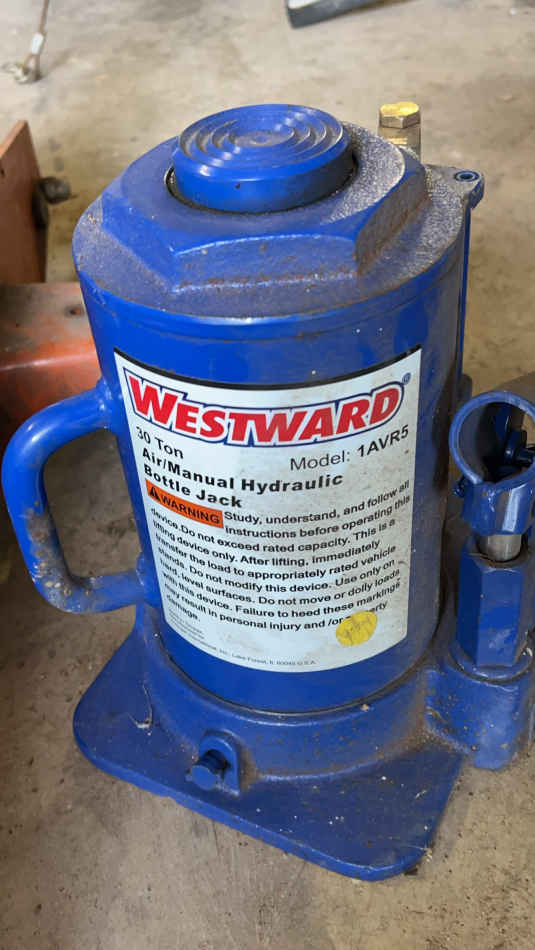 WESTWARD®
30 Ton
Model: 1AVR5
Air/Manual Hydraulic
Bottle Jack
WARNING Study, understand, and follow all
instructions before operating this
device.Do not exceed rated capacity. This is a
lifting device only. After lifting, immediately
transfer the load to appropriately rated vehicle
stands. Do not modify this device. Use only on
hard, level surfaces. Do not move or dolly loads
with this device. Failure to heed these markings
may result in personal injury and /or property
damage.
Inc., Lake Forest, IL 60045 U.S.A.